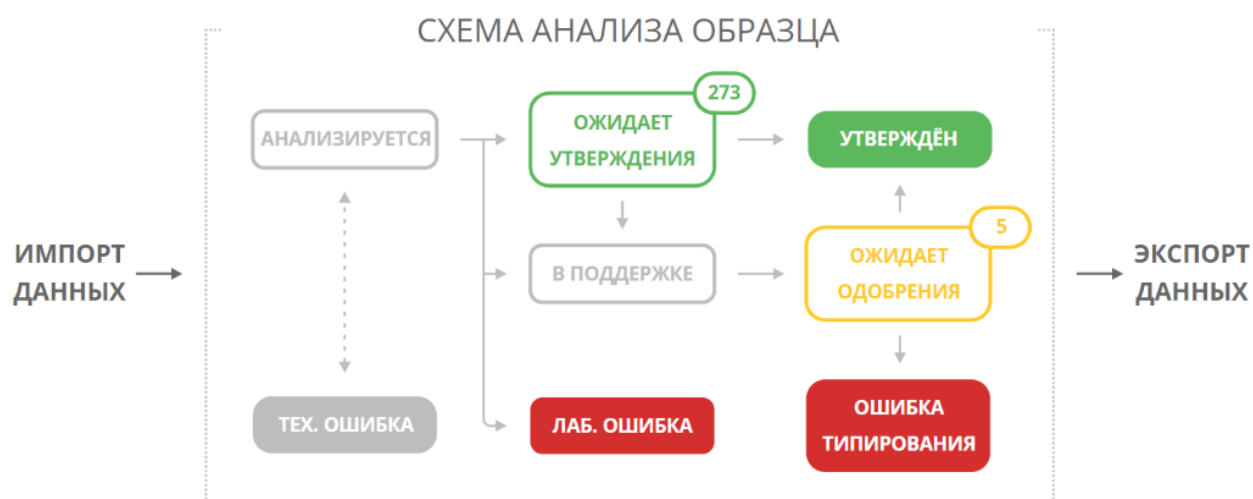 СХЕМА АНАЛИЗА ОБРАЗЦА
ИМПОРТ
ДАННЫХ
АНАЛИЗИРУЕТСЯ
273
ОЖИДАЕТ
УТВЕРЖДЕНИЯ
УТВЕРЖДЁН
В ПОДДЕРЖКЕ
5
ОЖИДАЕТ
ОДОБРЕНИЯ
ТЕХ. ОШИБКА
ЛАБ. ОШИБКА
ОШИБКА
ТИПИРОВАНИЯ
ЭКСПОРТ
ДАННЫХ